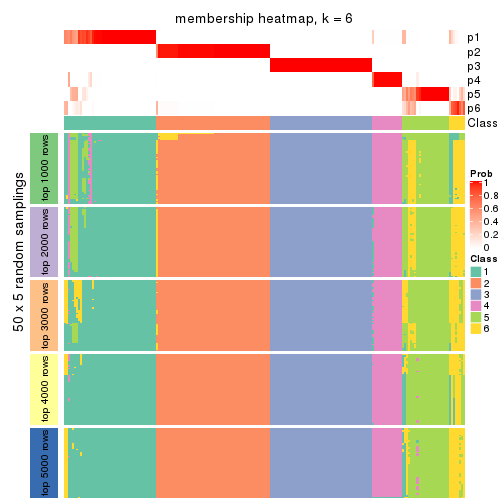 membership heatmap, k = 6
p1
p2
p3
p4
p5
p6
Class
50 x 5 random samplings
top 1000 rows
top 2000 rows
top 3000 rows
top 4000 rows
top 5000 rows
Prob
1
0.8
0.6
0.4
0.2
0
Class
1
2
3
4
5
6